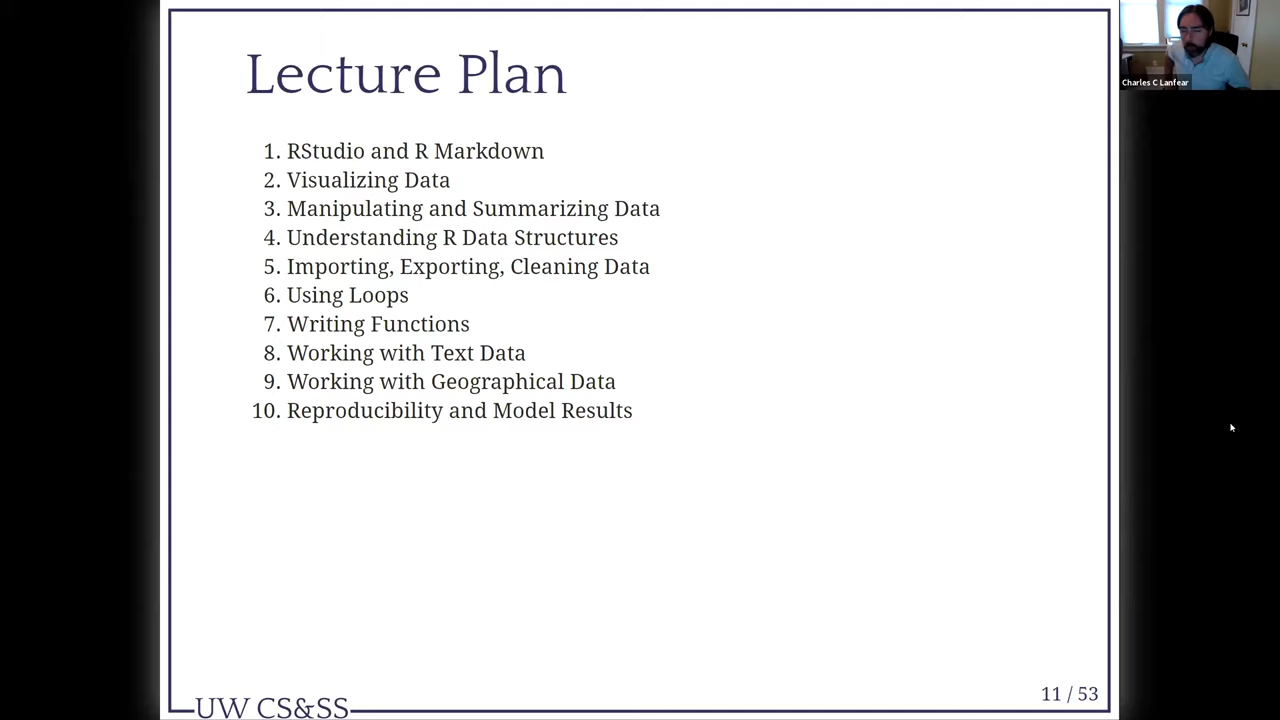 Lecture Plan
Charles C Lanfear
1. RStudio and R Markdown
2. Visualizing Data
3. Manipulating and Summarizing Data
4. Understanding R Data Structures
5. Importing, Exporting, Cleaning Data
6. Using Loops
7. Writing Functions
8. Working with Text Data
9. Working with Geographical Data
10. Reproducibility and Model Results
11 / 53
UW CS&SS